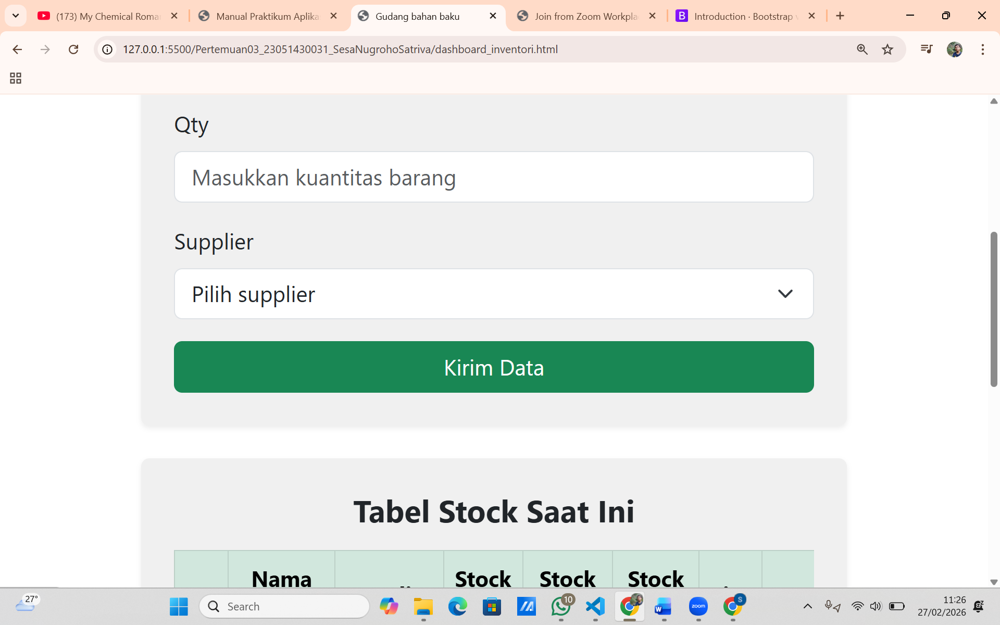 (173) My Chemical Roma
Manual Praktikum Aplika
Gudang bahan baku
Join from Zoom Workpla
Introduction · Bootstrap v
127.0.0.1:5500/Pertemuan03_23051430031_SesaNugrohoSatriva/dashboard_inventori.html
Qty
Masukkan kuantitas barang
Supplier
Pilih supplier
Kirim Data
Tabel Stock Saat Ini
Nama
Stock
Stock
Stock
27°
Search
10
zoom
S
11:26
27/02/2026